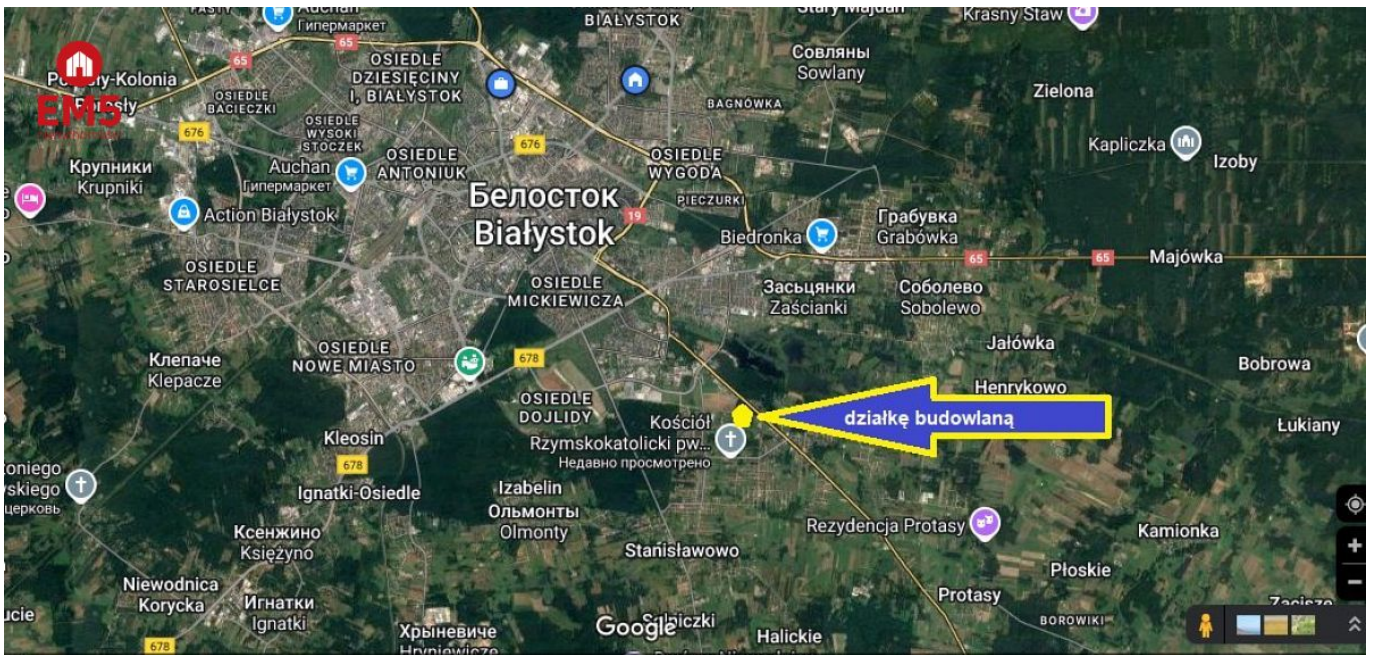 Auchan
Гипермаркет
BIAŁYSTOK
Krasny Staw
65
65
OSIEDLE
DZIESIĘCINY
I, BIAŁYSTOK
Совляны
Sowlany
EMS
OSIEDLE
BACIECZKI
Zielona
BAGNÓWKA
676
OSIEDLE
WYSOKI
STOCZEK
676
Kapliczka
Izoby
Крупники
Krupniki
Auchan
Гипермаркет
OSIEDLE
ANTONIUK
OSIEDLE
WYGODA
Белосток
Białystok
PIECZURKI
19
Action Białystok
Biedronka
Грабувка
Grabówka
65
65
Majówka
OSIEDLE
STAROSIELCE
OSIEDLE
MICKIEWICZA
Засьцянки
Zaścianki
Соболево
Sobolewo
Клепаче
Klepacze
OSIEDLE
NOWE MIASTO
678
Jałówka
Bobrowa
Henrykowo
OSIEDLE
DOJLIDY
Kościół
Rzymskokatolicki pw...
Недавно просмотрено
działkę budowlaną
Łukiany
Kleosin
678
Ignatki-Osiedle
Izabelin
Ольмонты
Olmonty
церковь
Ксенжино
Księżyno
Rezydencja Protasy
Kamionka
Stanisławowo
Płoskie
Niewodnica
Korycka
Игнатки
Ignatki
Protasy
BOROWIKI
Хрыневиче
Google
Halickie
678